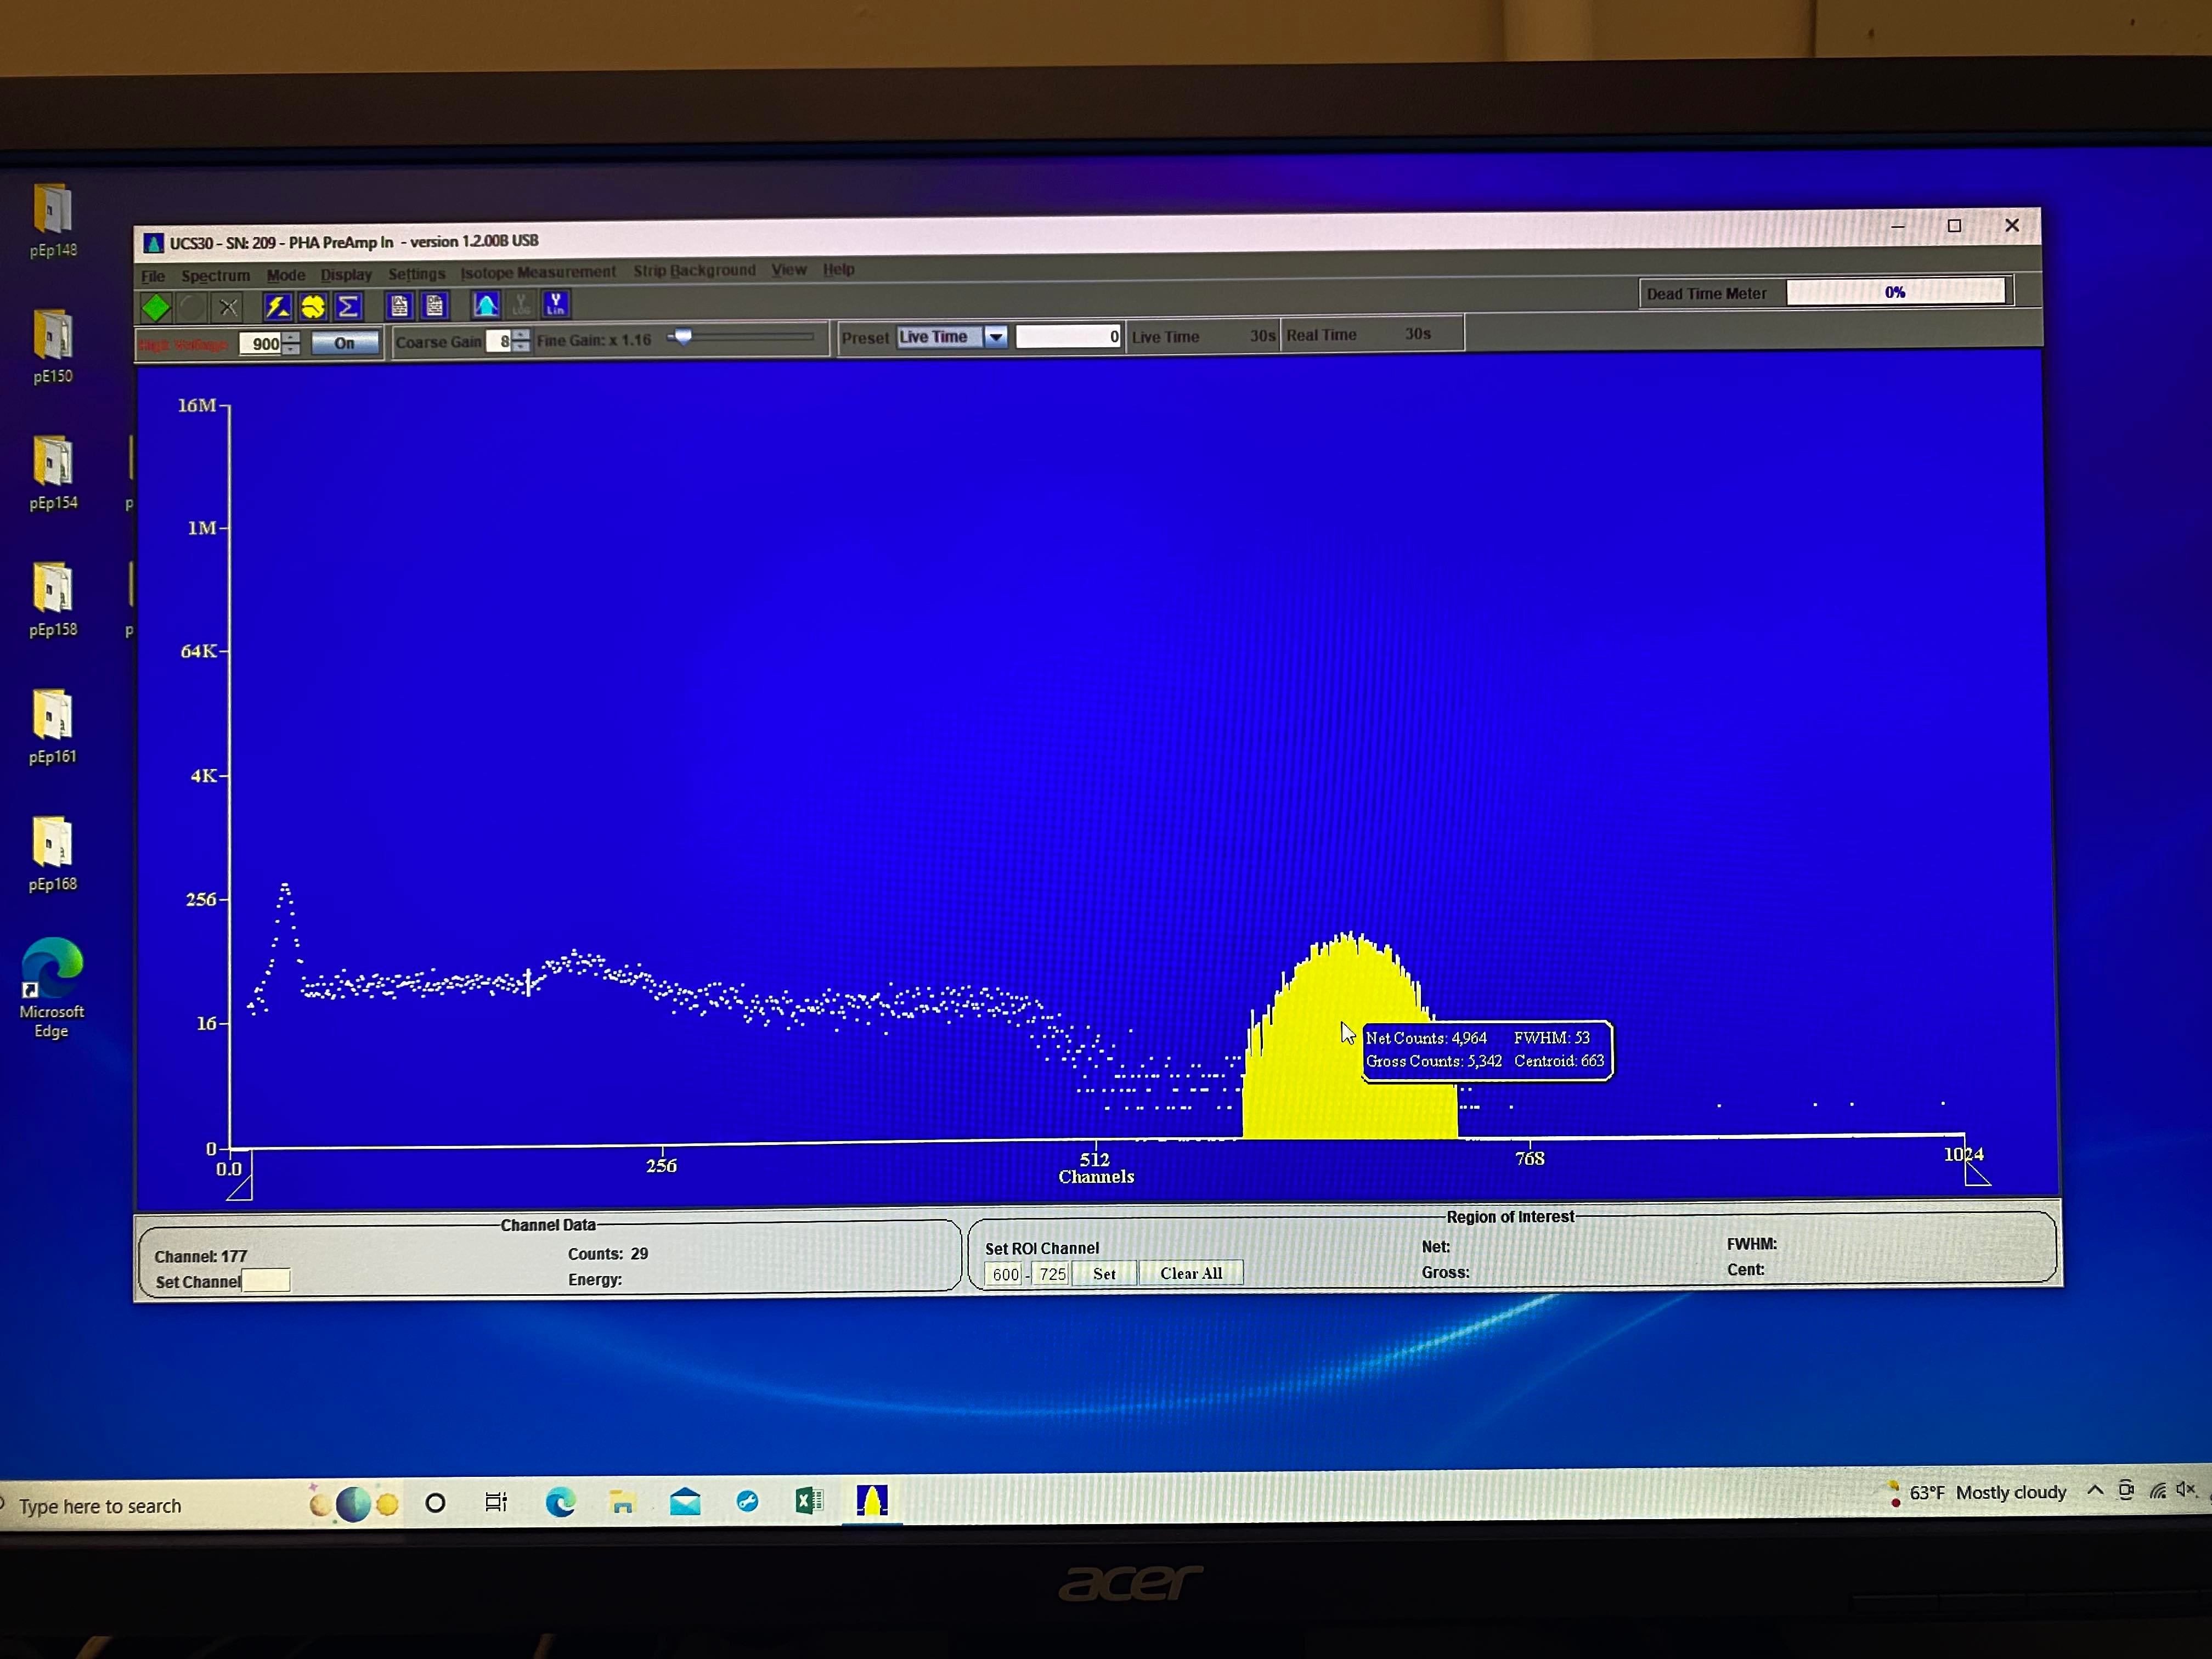 pEp148
pE150
pEp154
pEp158
pEp161
pEp168
Microsoft
Edge
p
p
UCS30 - SN: 209 - PHA PreAmp In - version 1.2.00B USB
File Spectrum Mode Display Settings Isotope Measurement Strip Background View Help
Y
LOG
Y
Lin
Dead Time Meter 0%
High Voltage 900 On Coarse Gain 8 Fine Gain: x 1.16 Preset Live Time 0 Live Time 30s Real Time 30s
16M
1M
64K
4K
256
16
0
0.0 256 512 768 1024
Channels
Net Counts: 4,964 FWHM: 53
Gross Counts: 5,342 Centroid: 663
Channel Data
Channel: 177 Counts: 29
Set Channel Energy:
Region of Interest
Set ROI Channel Net: FWHM:
600 - 725 Set Clear All Gross: Cent:
Type here to search
63°F Mostly cloudy
acer